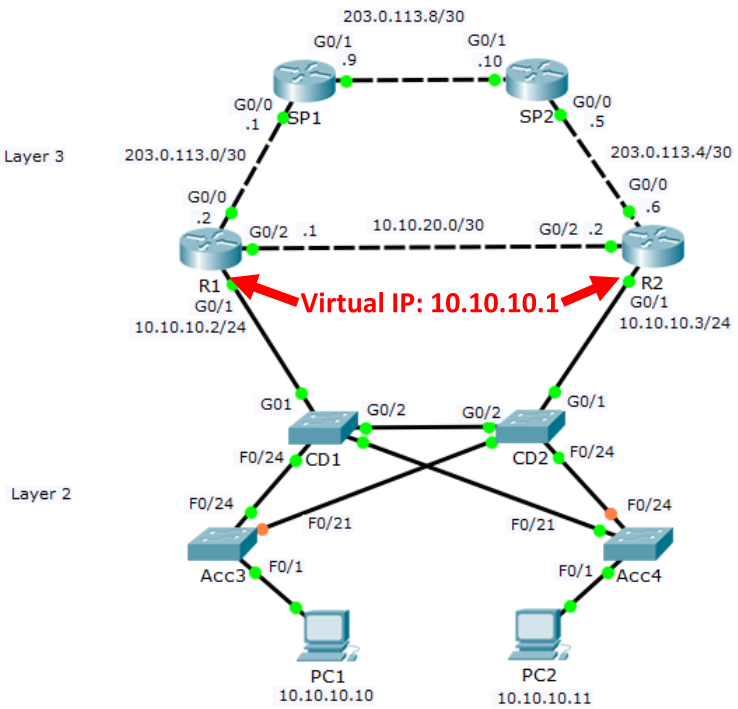 203.0.113.8/30
G0/1
.9
G0/1
.10
G0/0
.1
SP1
SP2
G0/0
.5
Layer 3
203.0.113.0/30
203.0.113.4/30
G0/0
.2
G0/2 .1
10.10.20.0/30
G0/2 .2
G0/0
.6
R1
G0/1
10.10.10.2/24
Virtual IP: 10.10.10.1
R2
G0/1
10.10.10.3/24
G01
G0/2
G0/2
G0/1
CD1
CD2
F0/24
F0/24
Layer 2
F0/24
F0/21
F0/21
F0/24
Acc3
F0/1
F0/1
Acc4
PC1
10.10.10.10
PC2
10.10.10.11